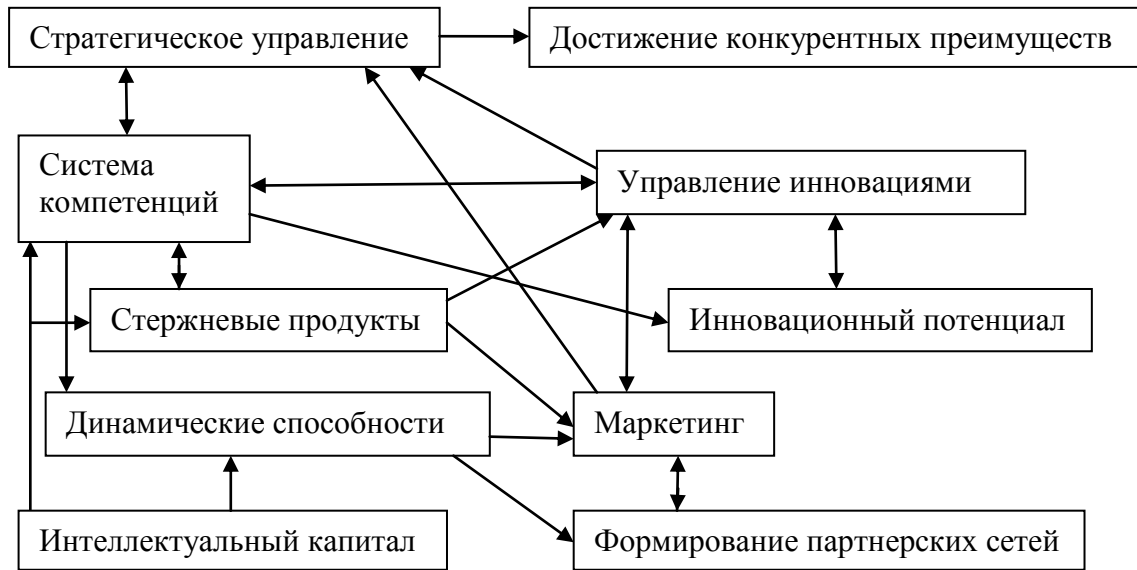 Стратегическое управление
Достижение конкурентных преимуществ
Система
компетенций
Управление инновациями
Стержневые продукты
Инновационный потенциал
Динамические способности
Маркетинг
Интеллектуальный капитал
Формирование партнерских сетей